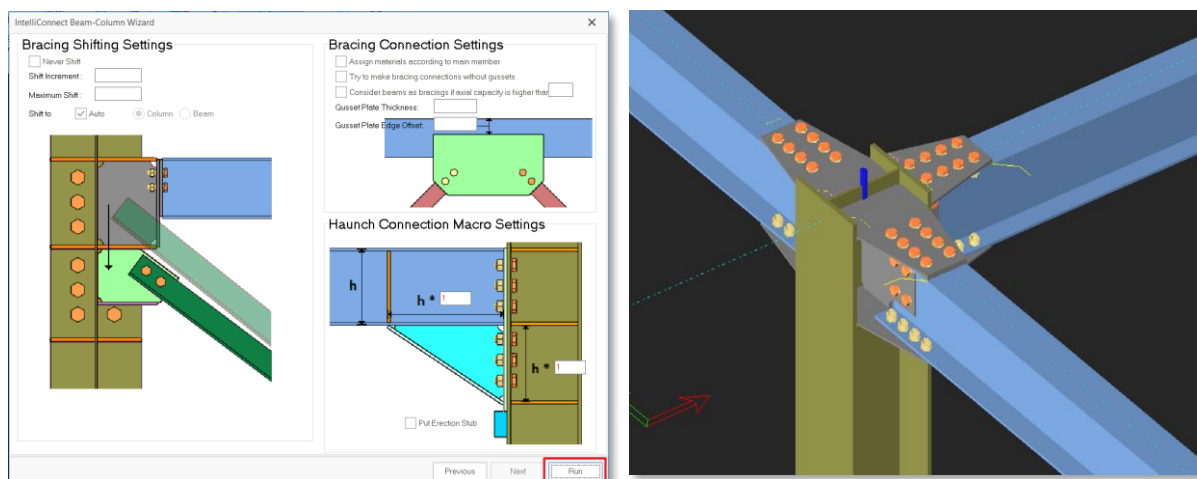 IntelliConnect Beam-Column Wizard
Bracing Shifting Settings
Never Shift
Shift Increment:
Maximum Shift:
Shift to
Auto
Column
Beam
Bracing Connection Settings
Assign materials according to main member
Try to make bracing connections without gussets
Consider beams as bracings if axial capacity is higher than
Gusset Plate Thickness:
Gusset Plate Edge Offset:
Haunch Connection Macro Settings
h
h * 1
h * 1
Put Erection Stub
Previous
Next
Run